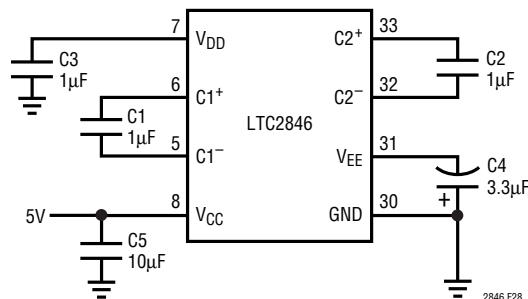 7
V_DD
C3
1µF
6
C1+
C1
1µF
5
C1−
8
5V
V_CC
C5
10µF
LTC2846
33
C2+
C2
1µF
32
C2−
31
V_EE
C4
3.3µF
+
30
GND
2846 F28